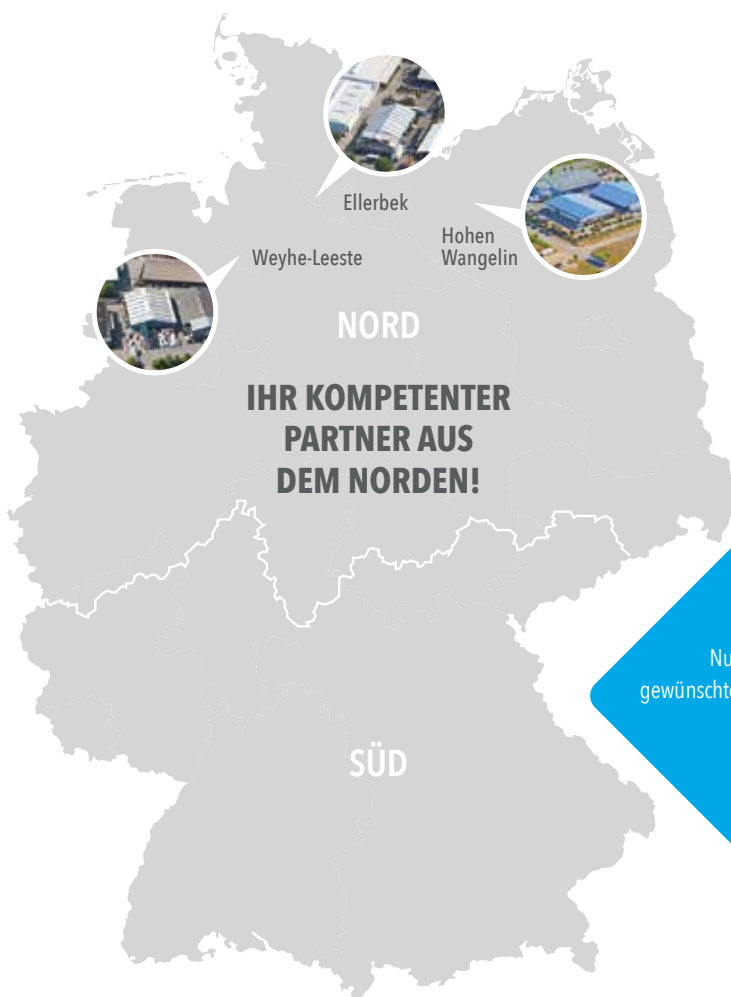 Ellerbek
Hohen
Wangelin
Weyhe-Leeste
NORD
IHR KOMPETENTER
PARTNER AUS
DEM NORDEN!
SÜD